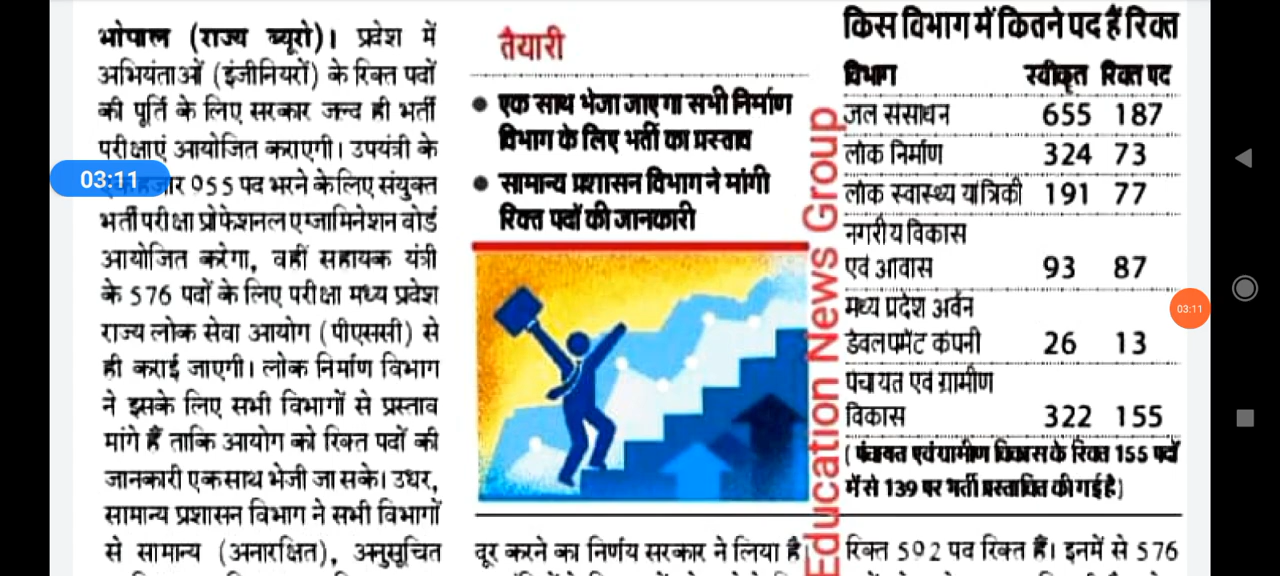 भोपाल (राज्य ब्यूरो)। प्रदेश में
अभियंताओं (इंजीनियरों) के रिक्त पदों
की पूर्ति के लिए सरकार जल्द ही भर्ती
परीक्षाएं आयोजित कराएगी। उपयंत्री के
03:11
055 पद भरने के लिए संयुक्त
भर्ती परीक्षा प्रोफेशनल एग्जामिनेशन बोर्ड
आयोजित करेगा, वहीं सहायक यंत्री
के 576 पदों के लिए परीक्षा मध्य प्रदेश
राज्य लोक सेवा आयोग (पीएससी) से
ही कराई जाएगी। लोक निर्माण विभाग
ने इसके लिए सभी विभागों से प्रस्ताव
मांगे हैं ताकि आयोग को रिक्त पदों की
जानकारी एक साथ भेजी जा सके। उधर,
सामान्य प्रशासन विभाग ने सभी विभागों
से सामान्य (अनारक्षित), अनुसूचित
तैयारी
● एक साथ भेजा जाएगा सभी निर्माण
विभाग के लिए भर्ती का प्रस्ताव
● सामान्य प्रशासन विभाग ने मांगी
रिक्त पदों की जानकारी
दूर करने का निर्णय सरकार ने लिया है।
Education News Group
किस विभाग में कितने पद हैं रिक्त
विभाग स्वीकृत रिक्त पद
जल संसाधन 655 187
लोक निर्माण 324 73
लोक स्वास्थ्य यांत्रिकी 191 77
नगरीय विकास
एवं आवास 93 87
मध्य प्रदेश अर्बन
डेवलपमेंट कंपनी 26 13
पंचायत एवं ग्रामीण
विकास 322 155
(पंचायत एवं ग्रामीण विकास के रिक्त 155 पदों
में से 139 पर भर्ती प्रस्तावित की गई है)
रिक्त 592 पद रिक्त हैं। इनमें से 576
03:11